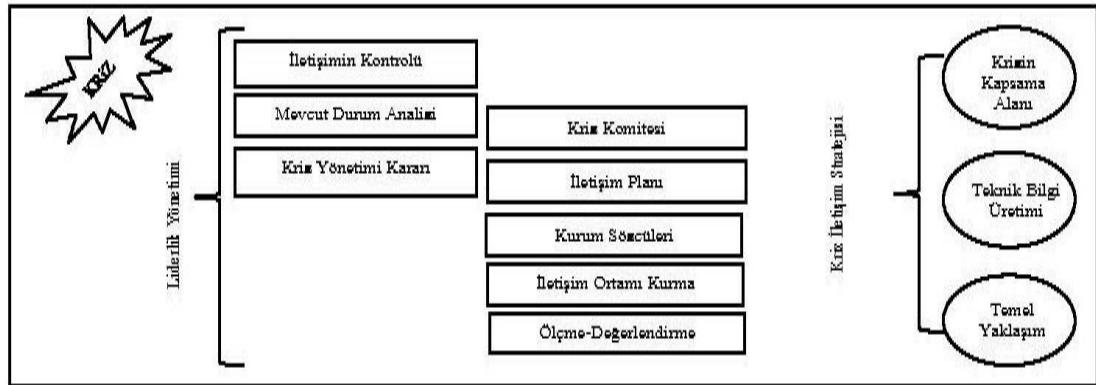 KRİZ
Liderlik Yönetimi
İletişimin Kontrolü
Mevcut Durum Analizi
Kriz Yönetimi Kararı
Kriz Komitesi
İletişim Planı
Kurum Sözcüleri
İletişim Ortamı Kurma
Ölçme-Değerlendirme
Kriz İletişim Stratejisi
Krizin
Kapsama
Alanı
Teknik Bilgi
Üretimi
Temel
Yaklaşım